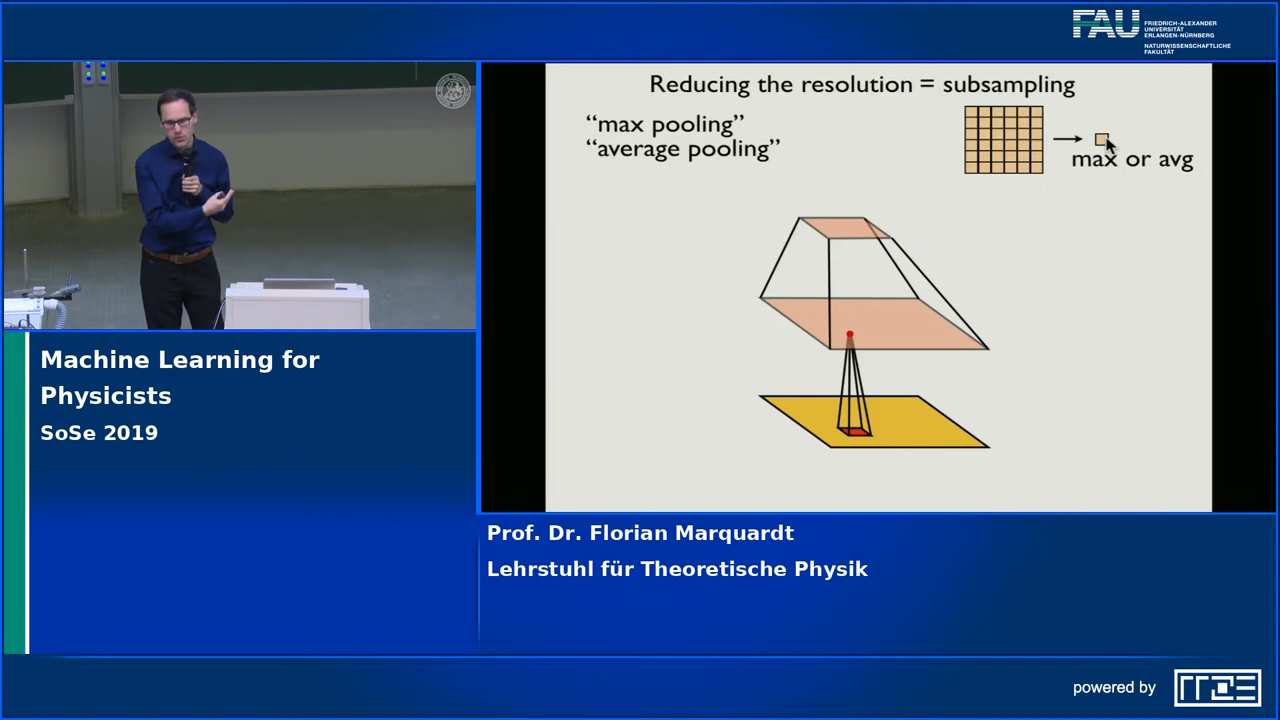 FAU
FRIEDRICH-ALEXANDER
UNIVERSITÄT
ERLANGEN-NÜRNBERG
NATURWISSENSCHAFTLICHE
FAKULTÄT
Reducing the resolution = subsampling
“max pooling”
“average pooling”
max or avg
Machine Learning for
Physicists
SoSe 2019
Prof. Dr. Florian Marquardt
Lehrstuhl für Theoretische Physik
powered by